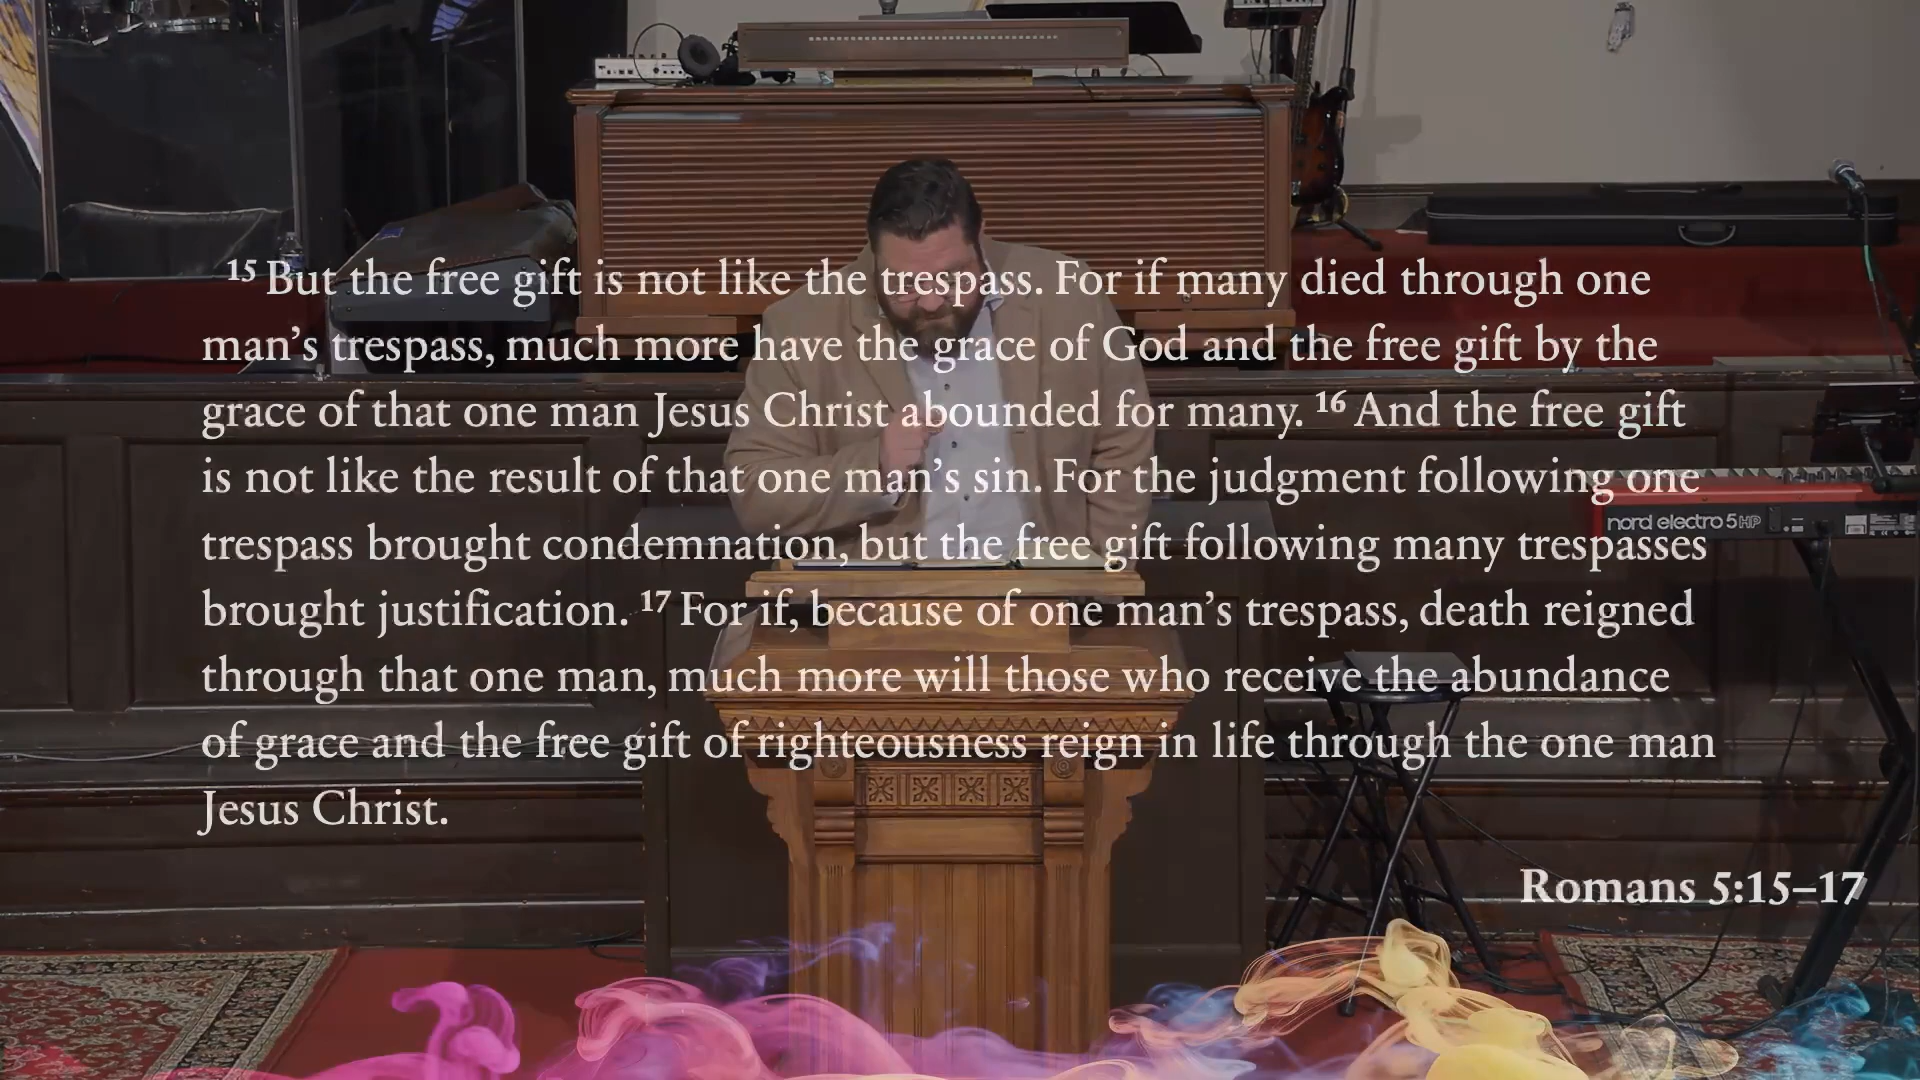 15 But the free gift is not like the trespass. For if many died through one
man’s trespass, much more have the grace of God and the free gift by the
grace of that one man Jesus Christ abounded for many. 16 And the free gift
is not like the result of that one man’s sin. For the judgment following one
trespass brought condemnation, but the free gift following many trespasses
brought justification. 17 For if, because of one man’s trespass, death reigned
through that one man, much more will those who receive the abundance
of grace and the free gift of righteousness reign in life through the one man
Jesus Christ.
Romans 5:15–17
nord electro 5 HP